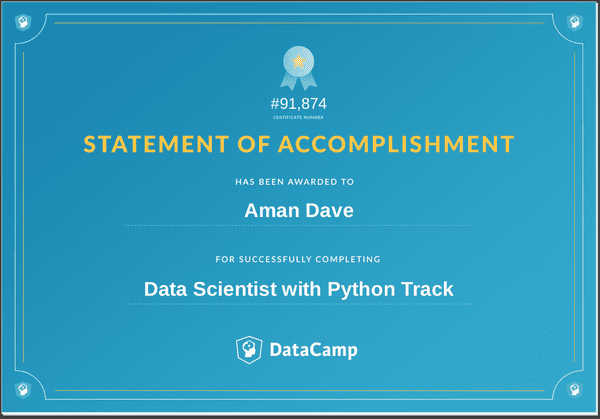 #91,874
CERTIFICATE NUMBER
STATEMENT OF ACCOMPLISHMENT
HAS BEEN AWARDED TO
Aman Dave
FOR SUCCESSFULLY COMPLETING
Data Scientist with Python Track
DataCamp